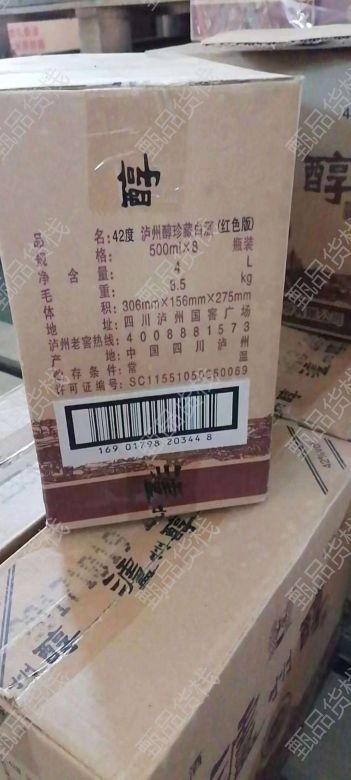 醇
品名:42度 泸州醇珍藏白酒(红色版)
规格: 500ml×8 瓶装
净含量: 4 L
毛重: 8.5 kg
体积: 306mm×156mm×275mm
地址: 四川泸州国窖广场
泸州老窖热线: 4008881573
产地: 中国四川泸州
贮存条件: 常温
许可证编号: SC11551050C60069
169 01798 20344 8
醇
甄品货栈